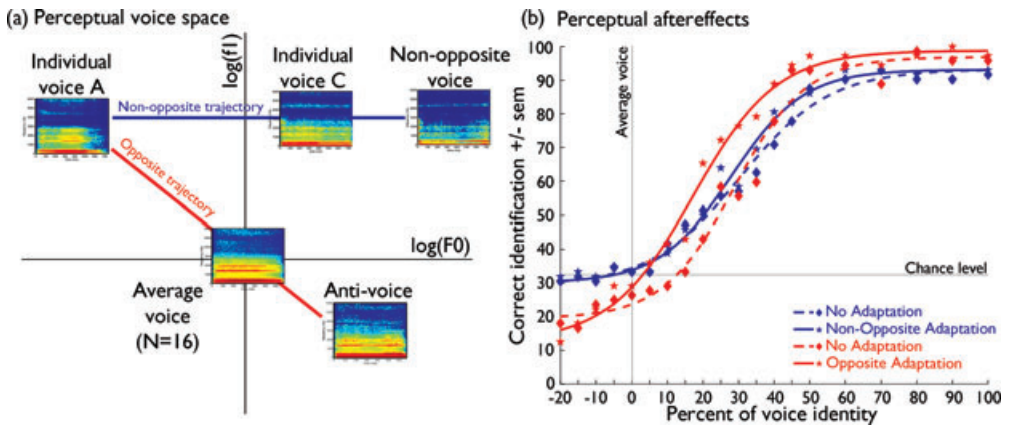 (a) Perceptual voice space
log(f1)
Individual
voice A
Individual
voice C
Non-opposite
voice
Non-opposite trajectory
Opposite trajectory
log(F0)
Average
voice
(N=16)
Anti-voice
(b) Perceptual aftereffects
Correct identification +/- sem
100
90
80
70
60
50
40
30
20
10
0
Average voice
Chance level
No Adaptation
Non-Opposite Adaptation
No Adaptation
Opposite Adaptation
-20 -10 0 10 20 30 40 50 60 70 80 90 100
Percent of voice identity